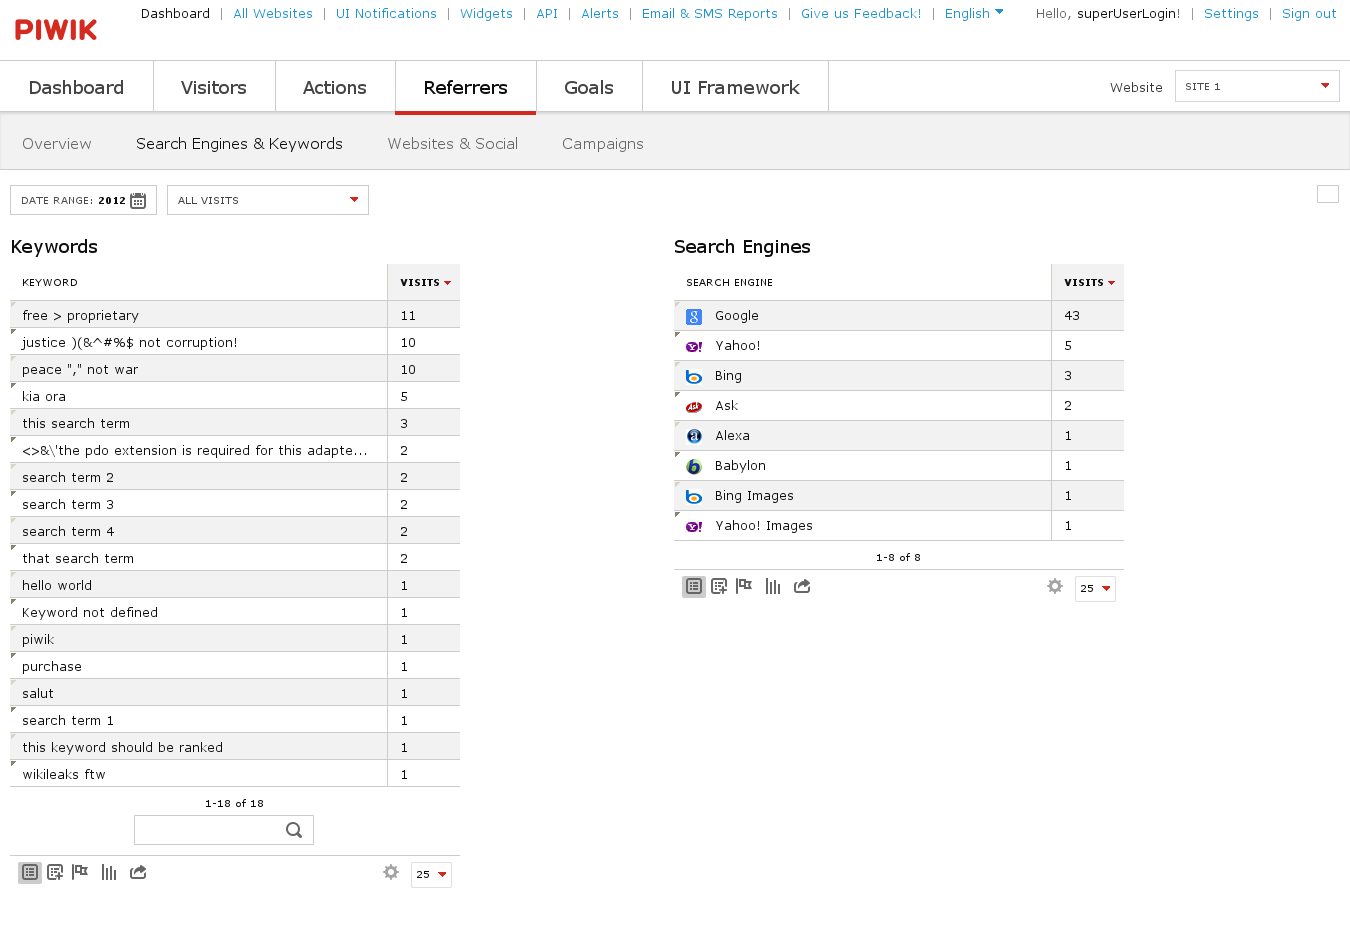 PIWIK
Dashboard | All Websites | UI Notifications | Widgets | API | Alerts | Email & SMS Reports | Give us Feedback! | English Hello, superUserLogin! | Settings | Sign out
Dashboard Visitors Actions Referrers Goals UI Framework Website SITE 1
Overview Search Engines & Keywords Websites & Social Campaigns
DATE RANGE: 2012 ALL VISITS
Keywords
KEYWORD VISITS
free > proprietary 11
justice )(&^#%$ not corruption! 10
peace "," not war 10
kia ora 5
this search term 3
<>&\'the pdo extension is required for this adapte... 2
search term 2 2
search term 3 2
search term 4 2
that search term 2
hello world 1
Keyword not defined 1
piwik 1
purchase 1
salut 1
search term 1 1
this keyword should be ranked 1
wikileaks ftw 1
1-18 of 18
25
Search Engines
SEARCH ENGINE VISITS
Google 43
Yahoo! 5
Bing 3
Ask 2
Alexa 1
Babylon 1
Bing Images 1
Yahoo! Images 1
1-8 of 8
25